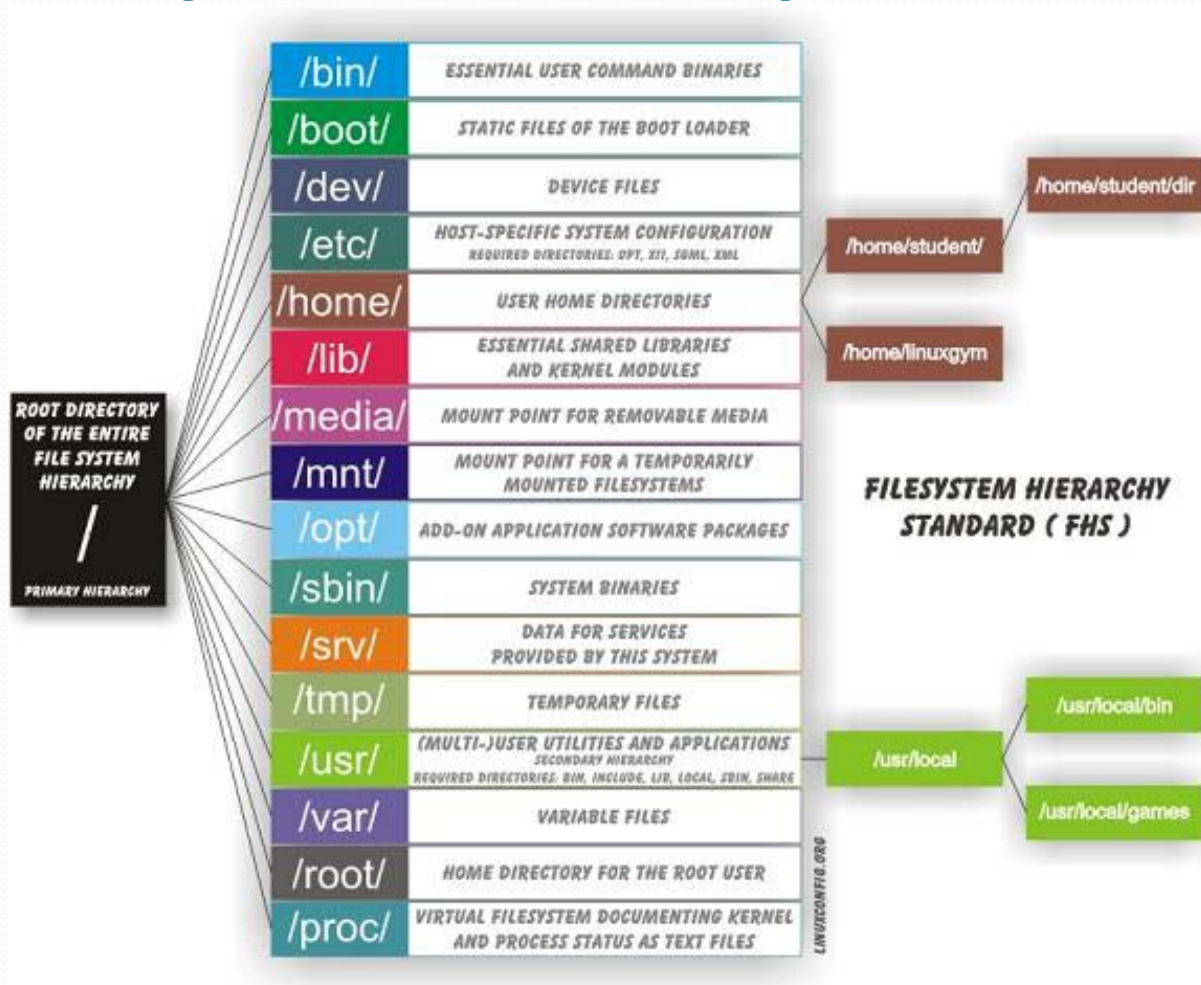 /bin/
ESSENTIAL USER COMMAND BINARIES
/boot/
STATIC FILES OF THE BOOT LOADER
/dev/
DEVICE FILES
/etc/
HOST-SPECIFIC SYSTEM CONFIGURATION
REQUIRED DIRECTORIES: OPT, X11, SGML, XML
/home/
USER HOME DIRECTORIES
/lib/
ESSENTIAL SHARED LIBRARIES
AND KERNEL MODULES
/media/
MOUNT POINT FOR REMOVABLE MEDIA
/mnt/
MOUNT POINT FOR A TEMPORARILY
MOUNTED FILESYSTEMS
/opt/
ADD-ON APPLICATION SOFTWARE PACKAGES
/sbin/
SYSTEM BINARIES
/srv/
DATA FOR SERVICES
PROVIDED BY THIS SYSTEM
/tmp/
TEMPORARY FILES
/usr/
(MULTI-)USER UTILITIES AND APPLICATIONS
SECONDARY HIERARCHY
REQUIRED DIRECTORIES: BIN, INCLUDE, LIB, LOCAL, SBIN, SHARE
/var/
VARIABLE FILES
/root/
HOME DIRECTORY FOR THE ROOT USER
/proc/
VIRTUAL FILESYSTEM DOCUMENTING KERNEL
AND PROCESS STATUS AS TEXT FILES
ROOT DIRECTORY
OF THE ENTIRE
FILE SYSTEM
HIERARCHY
/
PRIMARY HIERARCHY
/home/student/
/home/student/dir
/home/linuxgym
FILESYSTEM HIERARCHY
STANDARD ( FHS )
/usr/local
/usr/local/bin
/usr/local/games
LINUXCONFIG.ORG